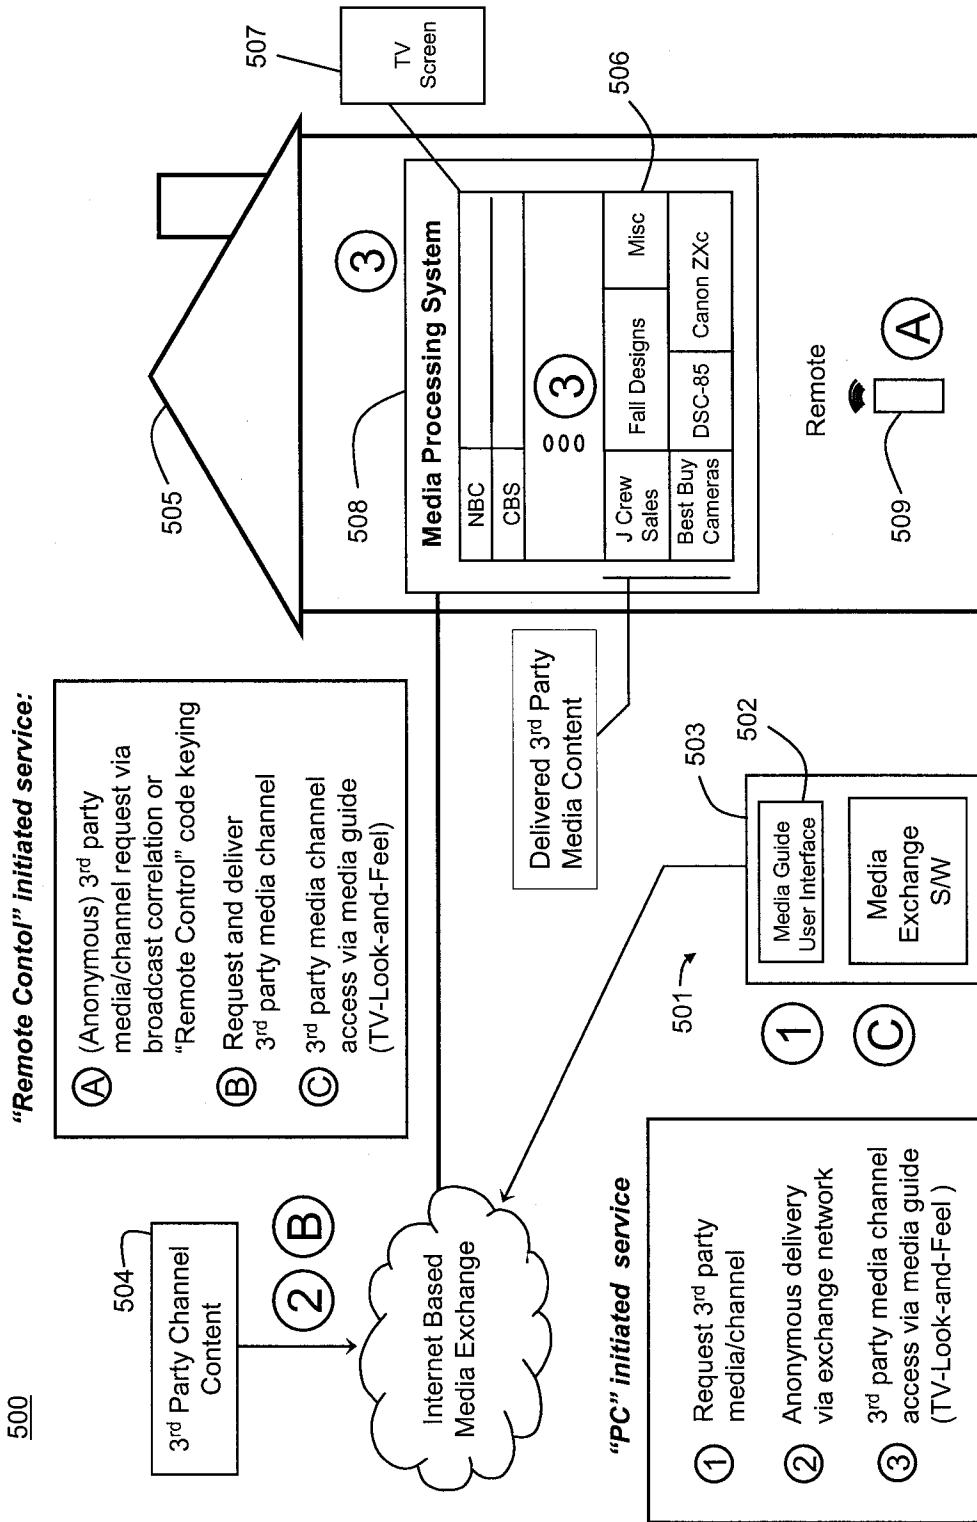 500
"Remote Contol" initiated service:
A (Anonymous) 3rd party
media/channel request via
broadcast correlation or
"Remote Control" code keying
B Request and deliver
3rd party media channel
C 3rd party media channel
access via media guide
(TV-Look-and-Feel)
504
3rd Party Channel
Content
2
B
Internet Based
Media Exchange
"PC" initiated service
1 Request 3rd party
media/channel
2 Anonymous delivery
via exchange network
3 3rd party media channel
access via media guide
(TV-Look-and-Feel )
501
503
502
Media Guide
User Interface
Media
Exchange
S/W
1
C
Delivered 3rd Party
Media Content
505
508
3
Media Processing System
NBC
CBS
000
3
J Crew
Sales
Fall Designs
Misc
Best Buy
Cameras
DSC-85
Canon ZXc
507
TV
Screen
506
Remote
509
A